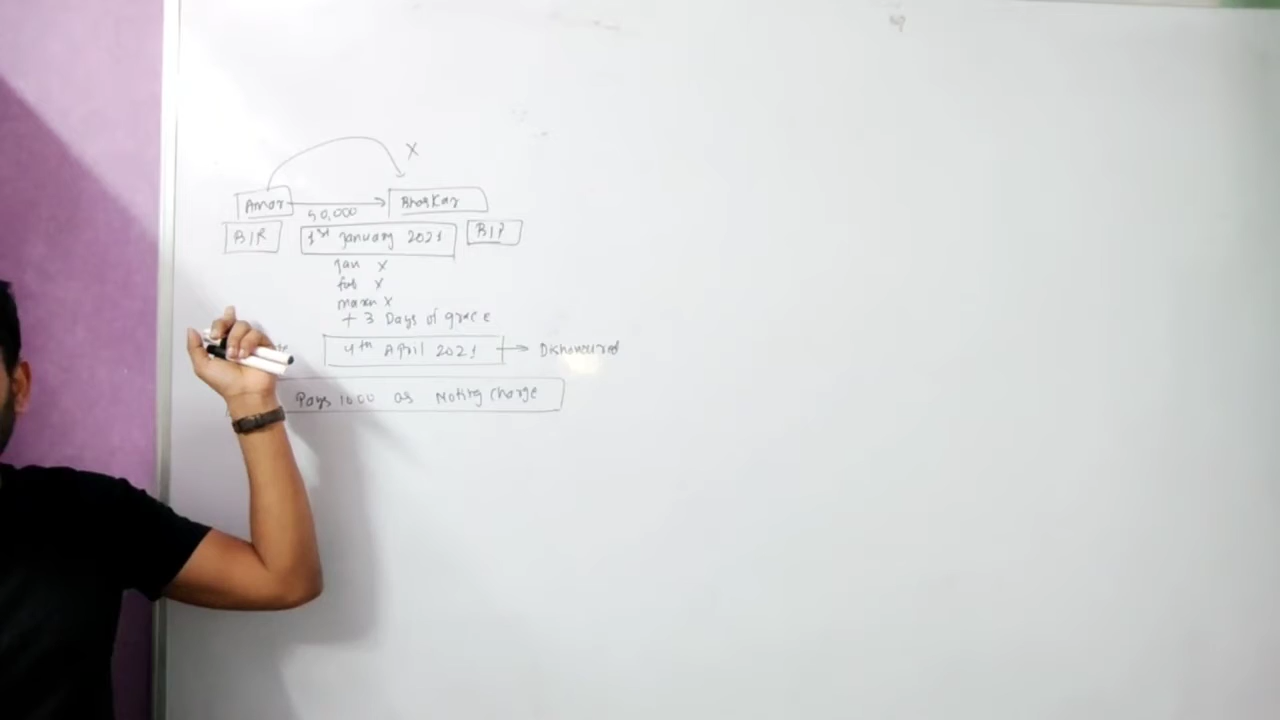 X
Amar Bhaskar
50,000
B/R 1st January 2021 B/P
Jan X
feb X
march X
+ 3 Days of grace
4th April 2021 → Dishonoured
Pays 1000 as Noting charge